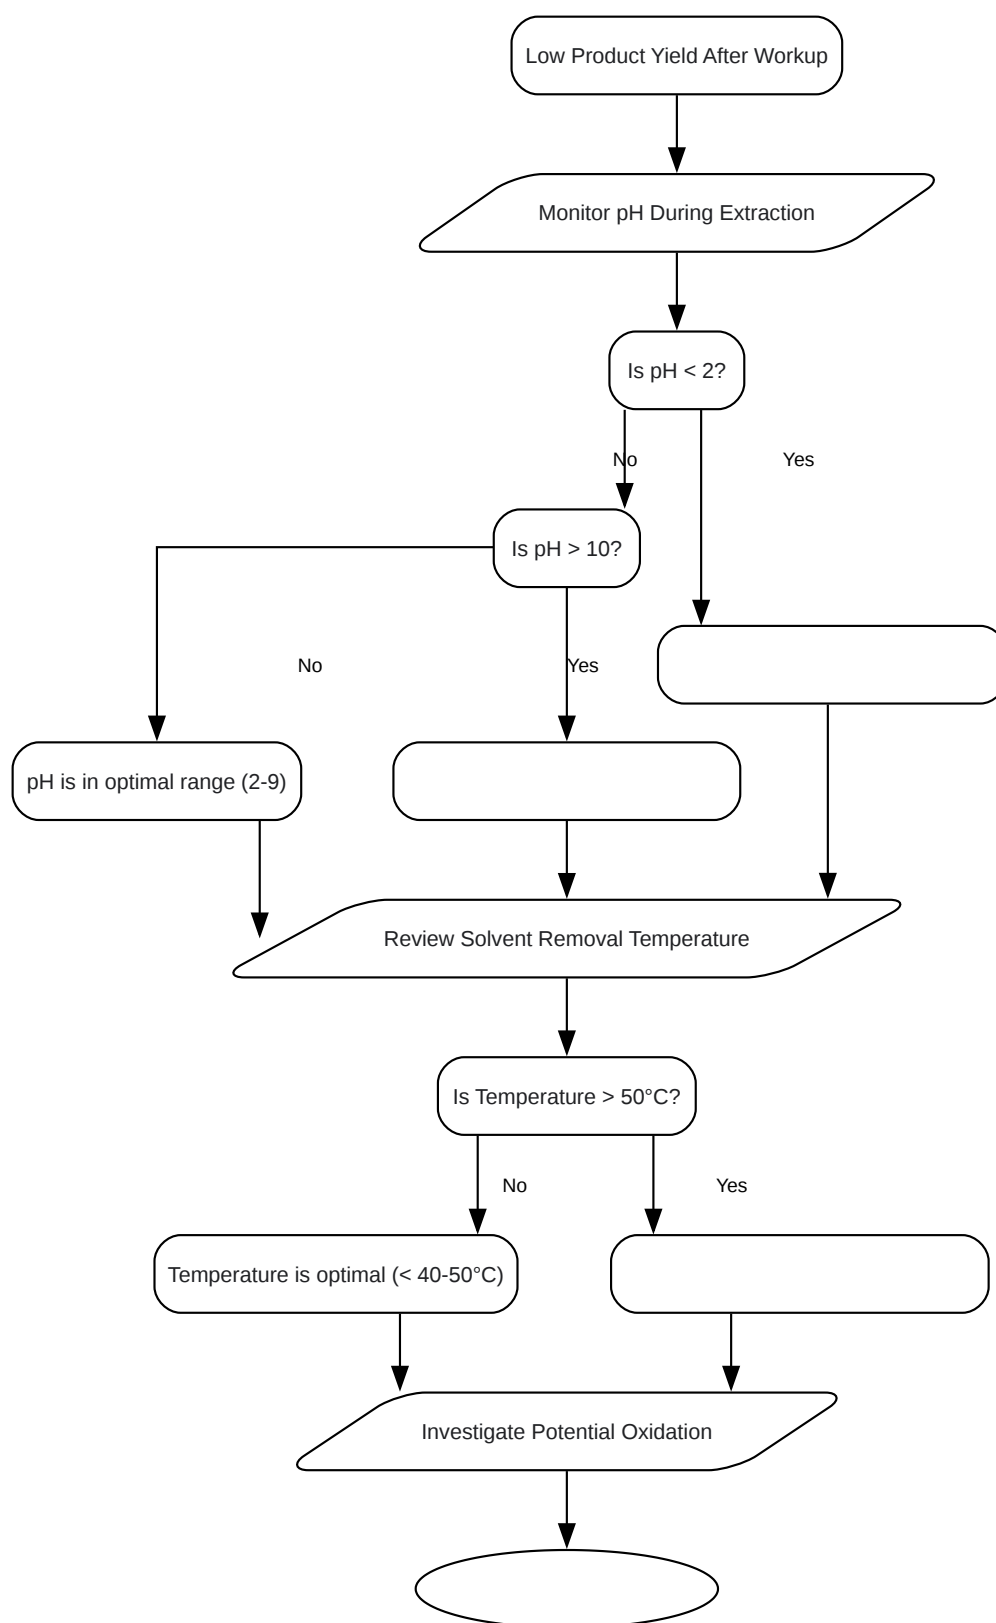 Low Product Yield After Workup
Monitor pH During Extraction
Is pH < 2?
No
Yes
Is pH > 10?
No
Yes
pH is in optimal range (2-9)
Review Solvent Removal Temperature
Is Temperature > 50°C?
No
Yes
Temperature is optimal (< 40-50°C)
Investigate Potential Oxidation